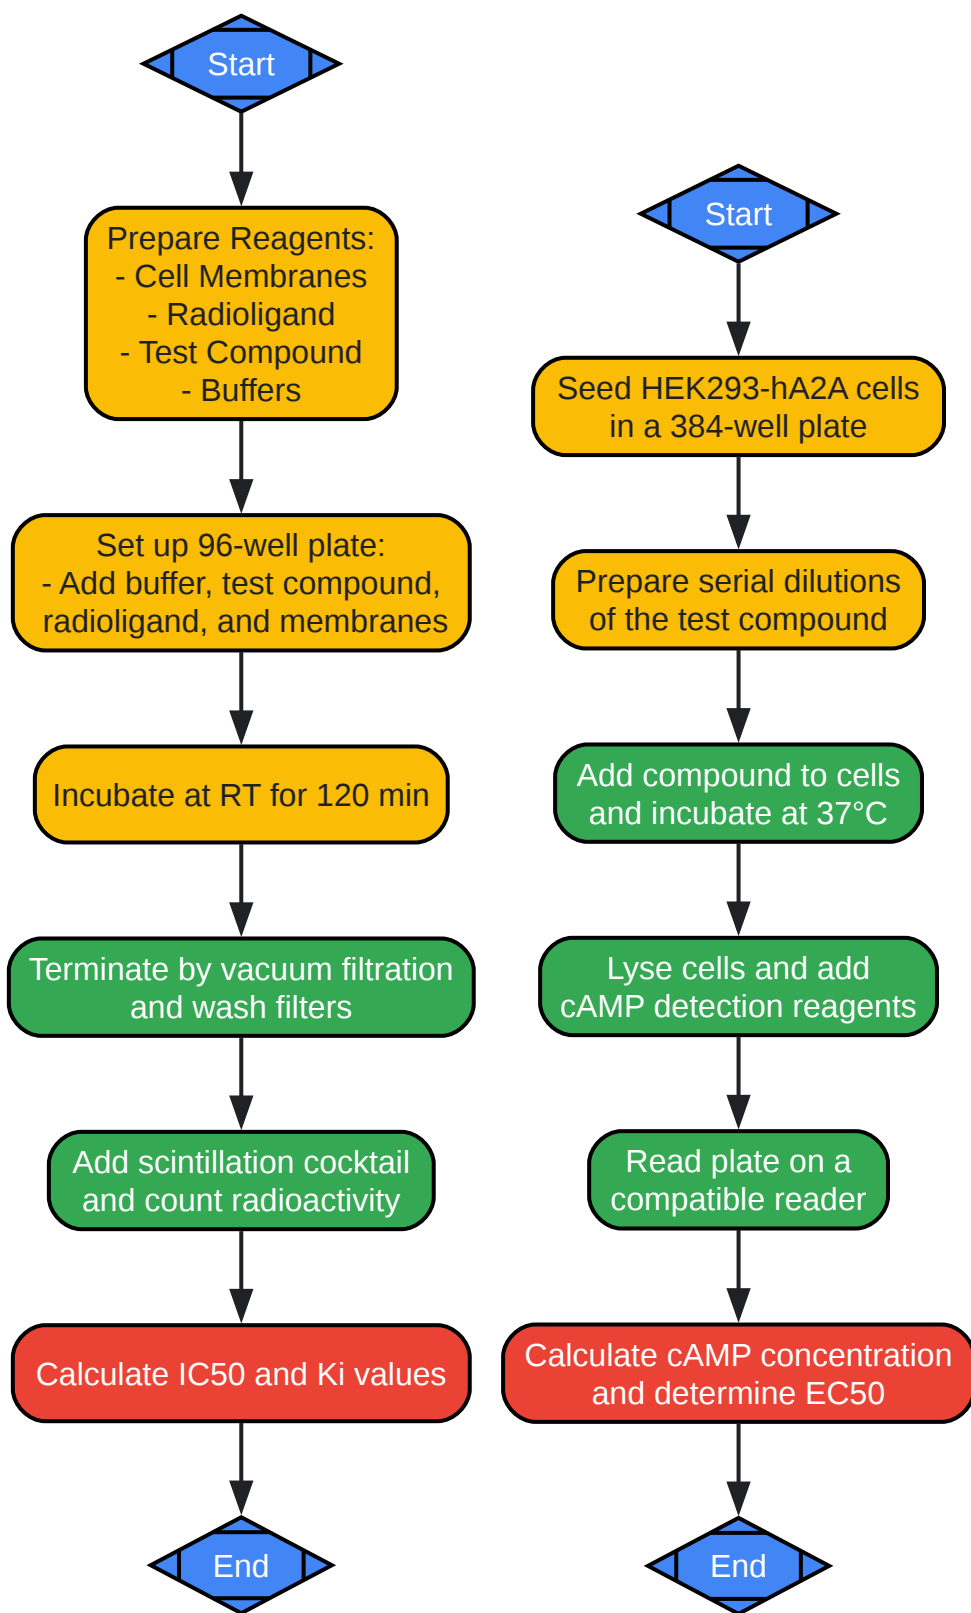 Start
Prepare Reagents:
- Cell Membranes
- Radioligand
- Test Compound
- Buffers
Set up 96-well plate:
- Add buffer, test compound,
radioligand, and membranes
Incubate at RT for 120 min
Terminate by vacuum filtration
and wash filters
Add scintillation cocktail
and count radioactivity
Calculate IC50 and Ki values
End
Start
Seed HEK293-hA2A cells
in a 384-well plate
Prepare serial dilutions
of the test compound
Add compound to cells
and incubate at 37°C
Lyse cells and add
cAMP detection reagents
Read plate on a
compatible reader
Calculate cAMP concentration
and determine EC50
End